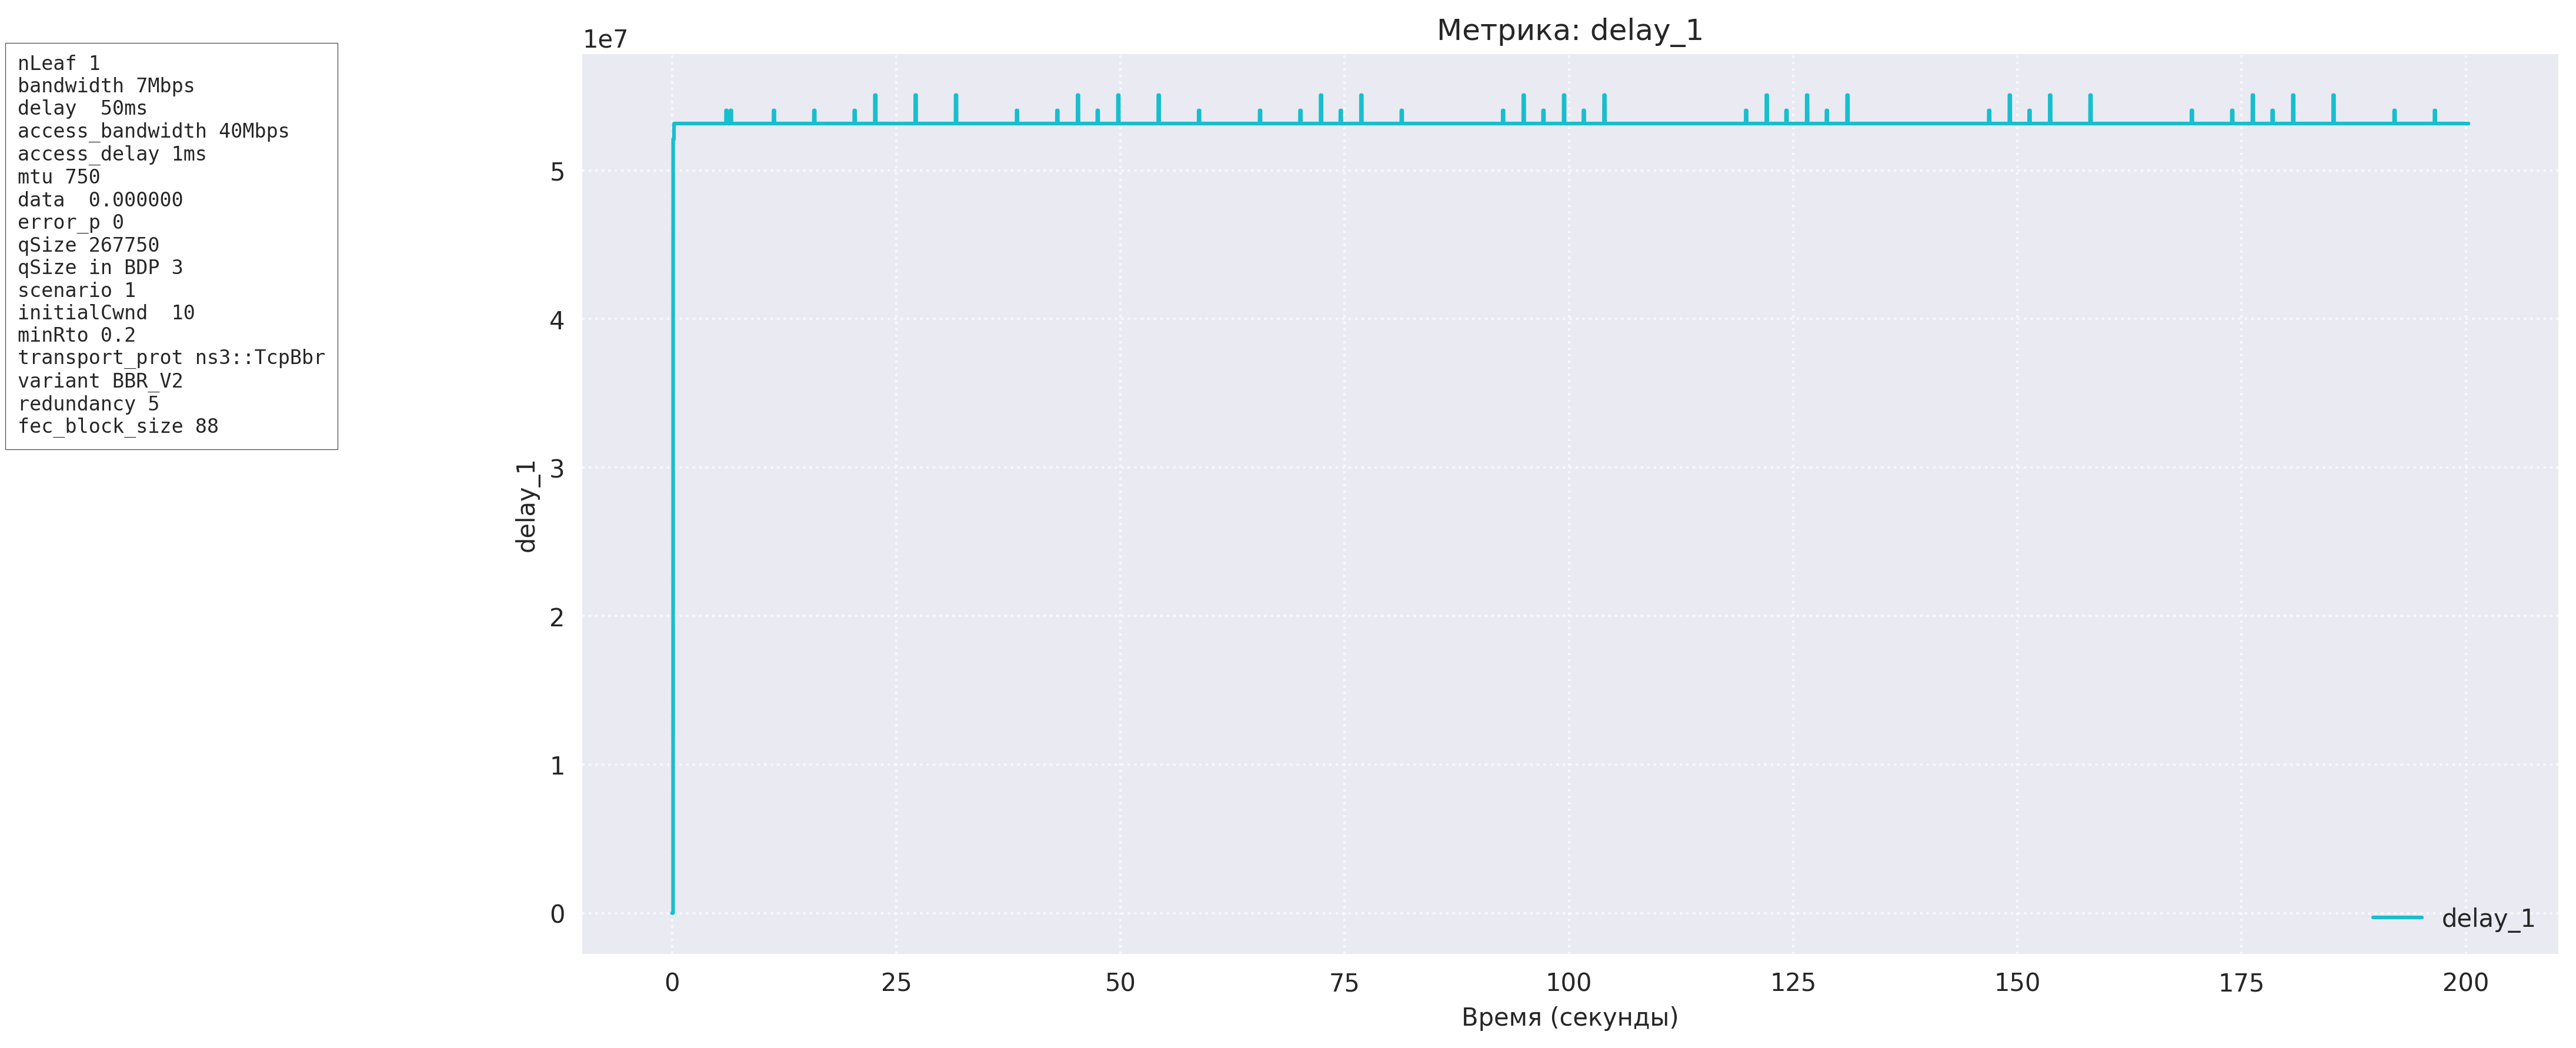 nLeaf 1
bandwidth 7Mbps
delay  50ms
access_bandwidth 40Mbps
access_delay 1ms
mtu 750
data  0.000000
error_p 0
qSize 267750
qSize in BDP 3
scenario 1
initialCwnd  10
minRto 0.2
transport_prot ns3::TcpBbr
variant BBR_V2
redundancy 5
fec_block_size 88
Метрика: delay_1
1e7
5
4
3
2
1
0
delay_1
0 25 50 75 100 125 150 175 200
Время (секунды)
delay_1